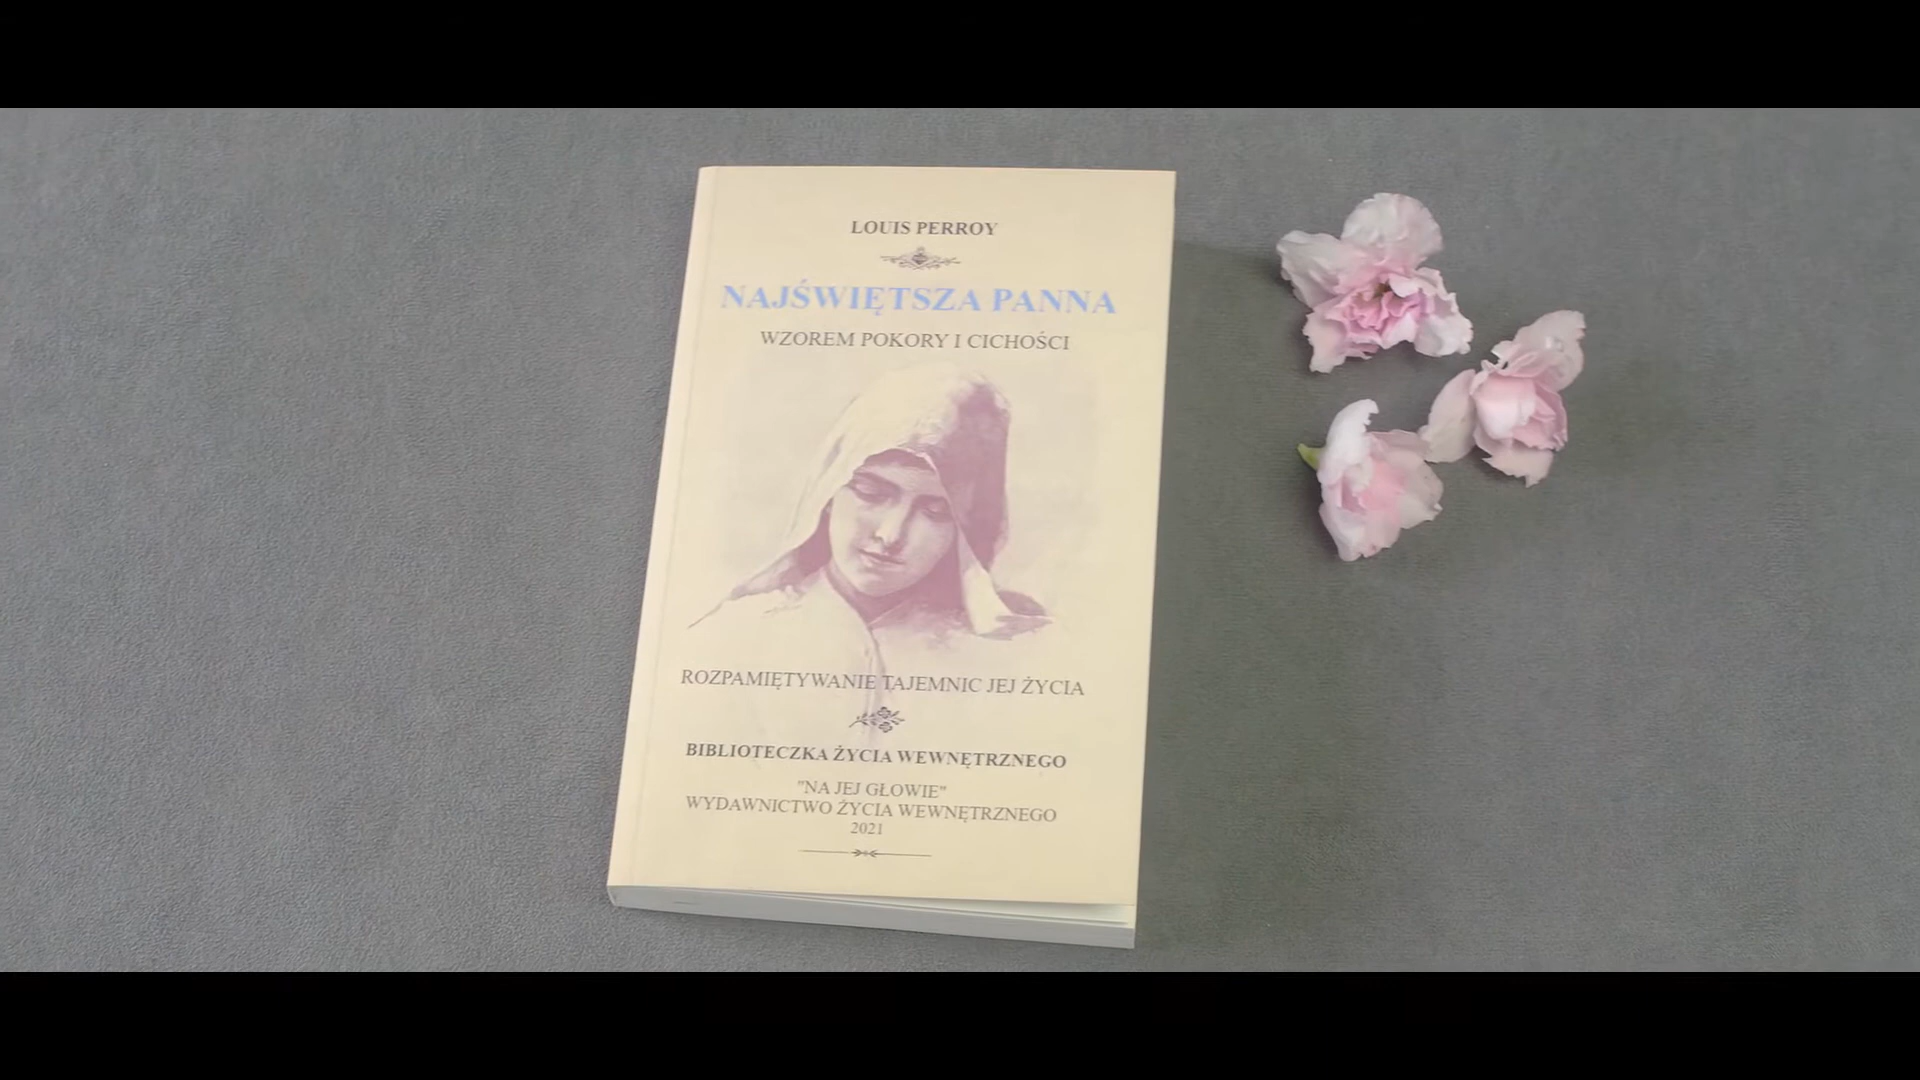 LOUIS PERROY
NAJŚWIĘTSZA PANNA
WZOREM POKORY I CICHOŚCI
ROZPAMIĘTYWANIE TAJEMNIC JEJ ŻYCIA
BIBLIOTECZKA ŻYCIA WEWNĘTRZNEGO
"NA JEJ GŁOWIE"
WYDAWNICTWO ŻYCIA WEWNĘTRZNEGO
2021